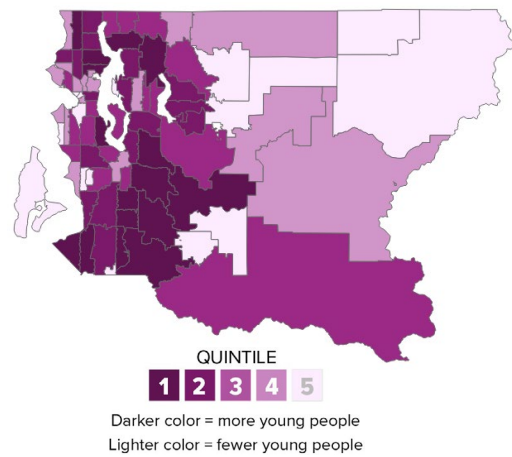 QUINTILE
1 2 3 4 5
Darker color = more young people
Lighter color = fewer young people